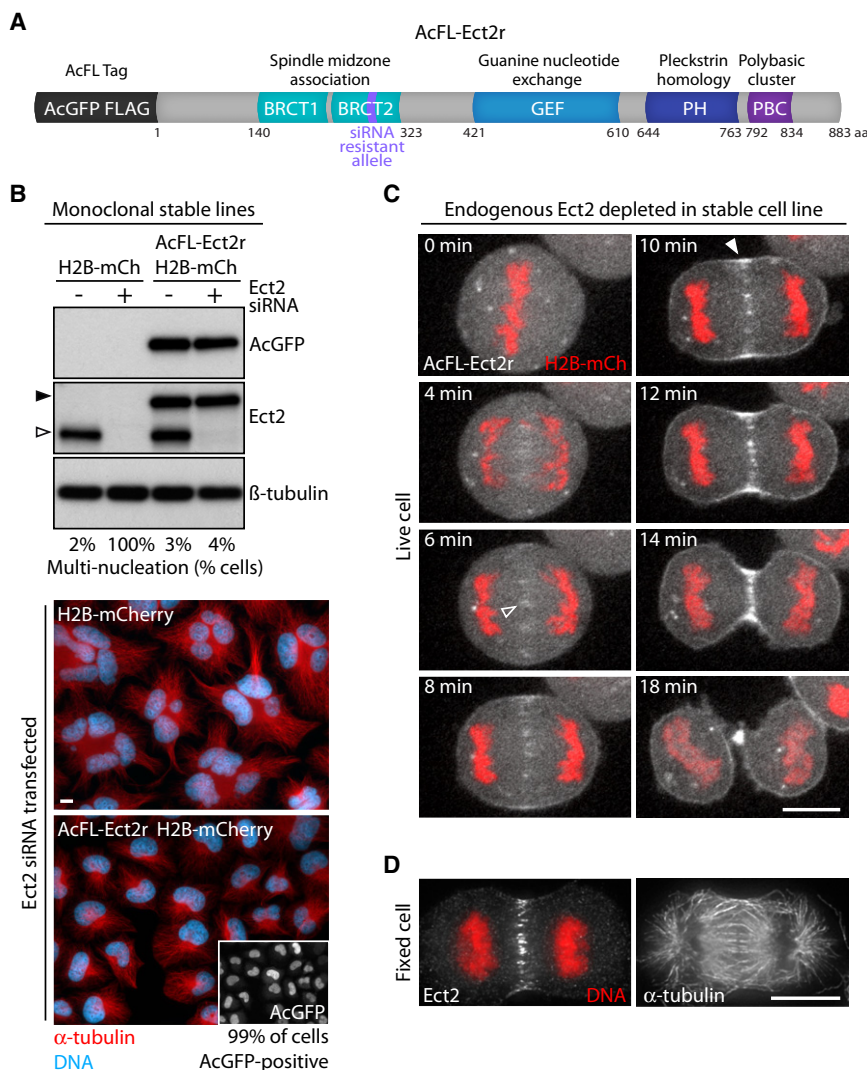 A
AcFL-Ect2r
AcFL Tag
Spindle midzone association
Guanine nucleotide exchange
Pleckstrin homology
Polybasic cluster
AcGFP FLAG
BRCT1
BRCT2
GEF
PH
PBC
1
140
siRNA resistant allele
323
421
610
644
763
792
834
883 aa
B
Monoclonal stable lines
H2B-mCh
AcFL-Ect2r
H2B-mCh
- + - +
Ect2 siRNA
AcGFP
Ect2
ß-tubulin
2% 100% 3% 4%
Multi-nucleation (% cells)
Ect2 siRNA transfected
H2B-mCherry
AcFL-Ect2r H2B-mCherry
AcGFP
α-tubulin
DNA
99% of cells
AcGFP-positive
C
Endogenous Ect2 depleted in stable cell line
Live cell
0 min
AcFL-Ect2r
H2B-mCh
10 min
4 min
12 min
6 min
14 min
8 min
18 min
D
Fixed cell
Ect2
DNA
α-tubulin